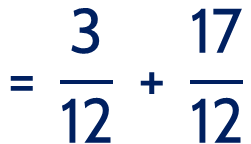 = 3/12 + 17/12